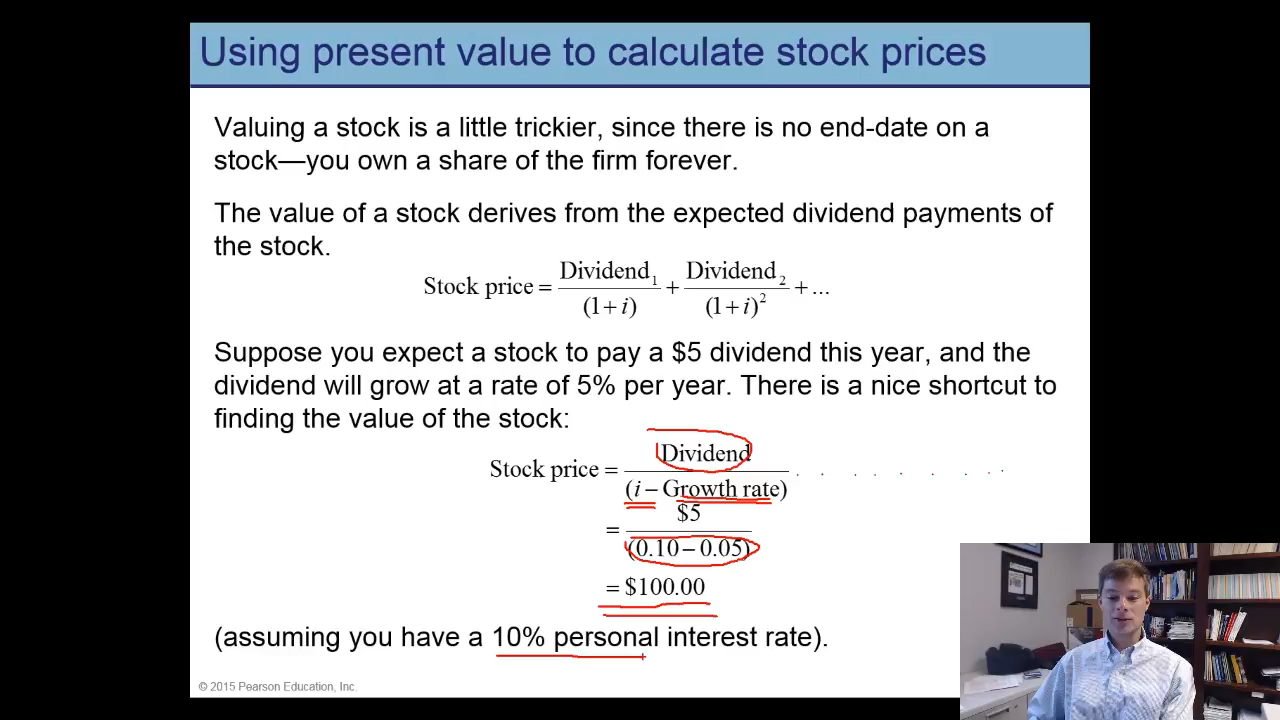 Using present value to calculate stock prices
Valuing a stock is a little trickier, since there is no end-date on a
stock—you own a share of the firm forever.
The value of a stock derives from the expected dividend payments of
the stock.
Stock price = Dividend₁ / (1 + i) + Dividend₂ / (1 + i)² + ...
Suppose you expect a stock to pay a $5 dividend this year, and the
dividend will grow at a rate of 5% per year. There is a nice shortcut to
finding the value of the stock:
Stock price = Dividend / (i − Growth rate)
= $5 / (0.10 − 0.05)
= $100.00
(assuming you have a 10% personal interest rate).
© 2015 Pearson Education, Inc.